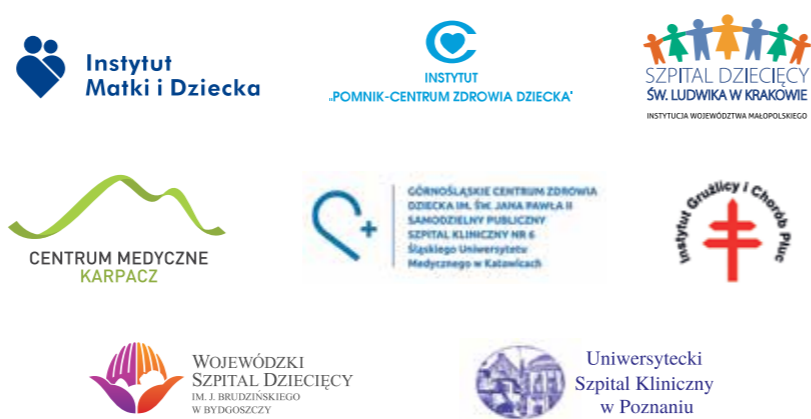 Instytut
Matki i Dziecka
INSTYTUT
„POMNIK-CENTRUM ZDROWIA DZIECKA"
SZPITAL DZIECIĘCY
ŚW. LUDWIKA W KRAKOWIE
INSTYTUCJA WOJEWÓDZTWA MAŁOPOLSKIEGO
CENTRUM MEDYCZNE
KARPACZ
GÓRNOŚLĄSKIE CENTRUM ZDROWIA
DZIECKA IM. ŚW. JANA PAWŁA II
SAMODZIELNY PUBLICZNY
SZPITAL KLINICZNY NR 6
Śląskiego Uniwersytetu
Medycznego w Katowicach
Instytut Gruźlicy i Chorób Płuc
WOJEWÓDZKI
SZPITAL DZIECIĘCY
IM. J. BRUDZIŃSKIEGO
W BYDGOSZCZY
Uniwersytecki
Szpital Kliniczny
w Poznaniu